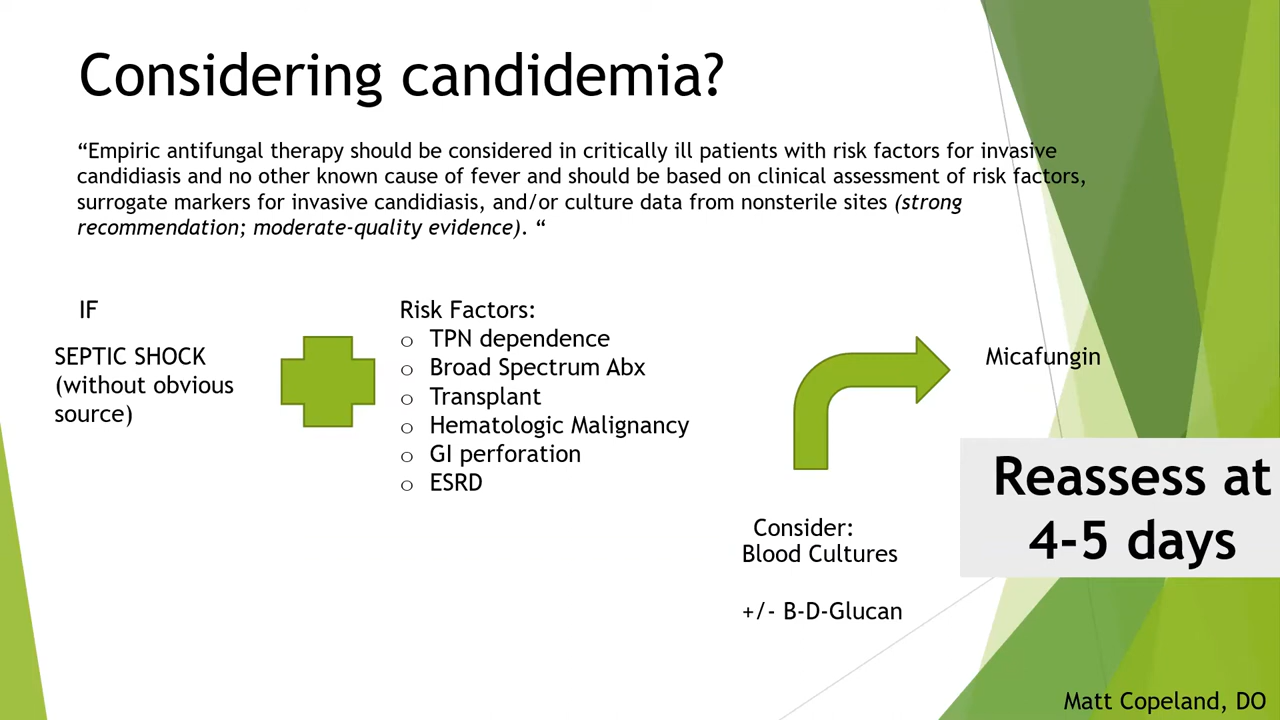 Considering candidemia?
“Empiric antifungal therapy should be considered in critically ill patients with risk factors for invasive
candidiasis and no other known cause of fever and should be based on clinical assessment of risk factors,
surrogate markers for invasive candidiasis, and/or culture data from nonsterile sites (strong
recommendation; moderate-quality evidence). “
IF
SEPTIC SHOCK
(without obvious
source)
Risk Factors:
o TPN dependence
o Broad Spectrum Abx
o Transplant
o Hematologic Malignancy
o GI perforation
o ESRD
Consider:
Blood Cultures
+/- B-D-Glucan
Micafungin
Reassess at
4-5 days
Matt Copeland, DO